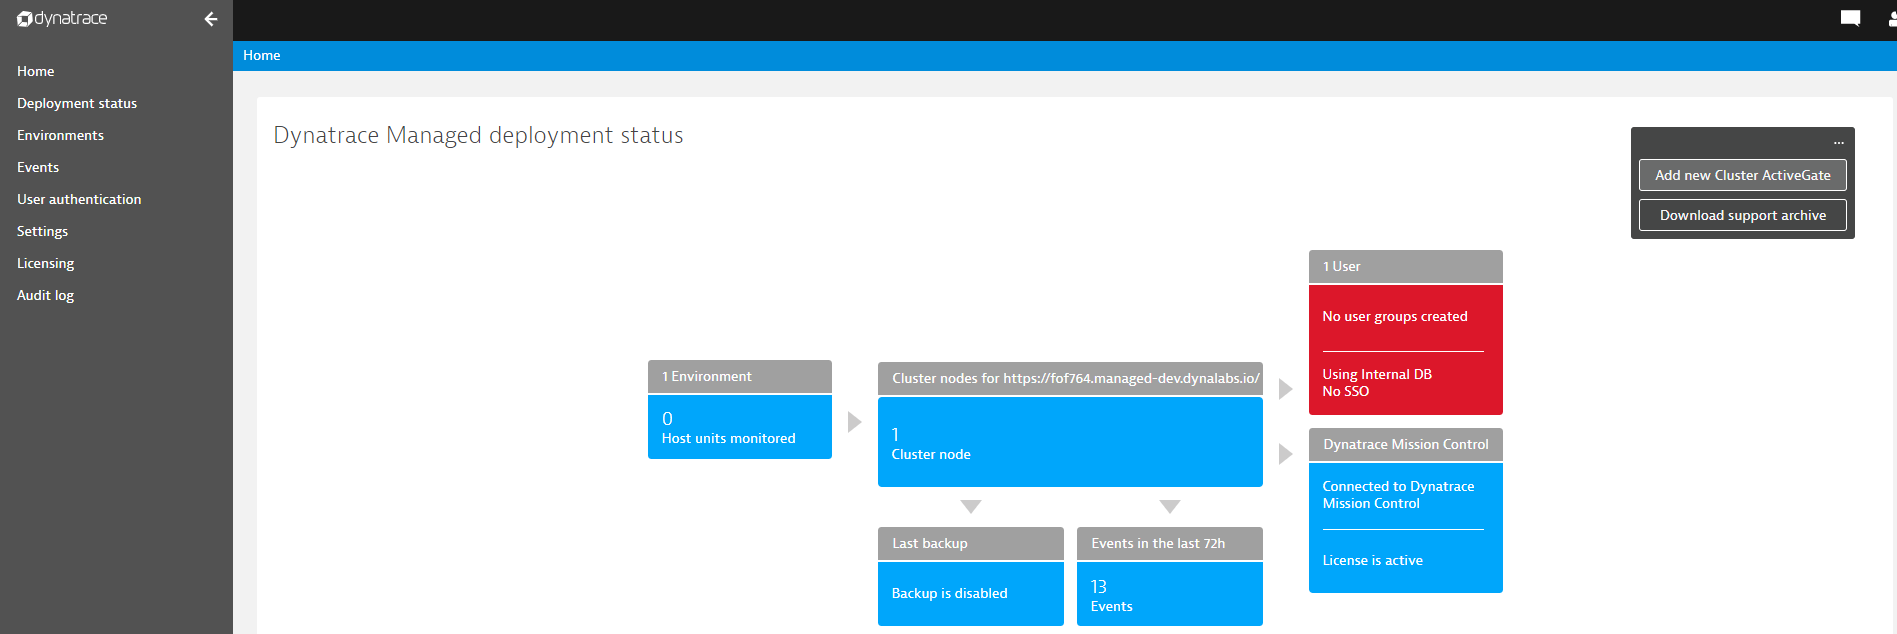 dynatrace
Home
Deployment status
Environments
Events
User authentication
Settings
Licensing
Audit log
Home
Dynatrace Managed deployment status
...
Add new Cluster ActiveGate
Download support archive
1 User
No user groups created
Using Internal DB
No SSO
1 Environment
0
Host units monitored
Cluster nodes for https://fof764.managed-dev.dynalabs.io/
1
Cluster node
Dynatrace Mission Control
Connected to Dynatrace
Mission Control
License is active
Last backup
Backup is disabled
Events in the last 72h
13
Events